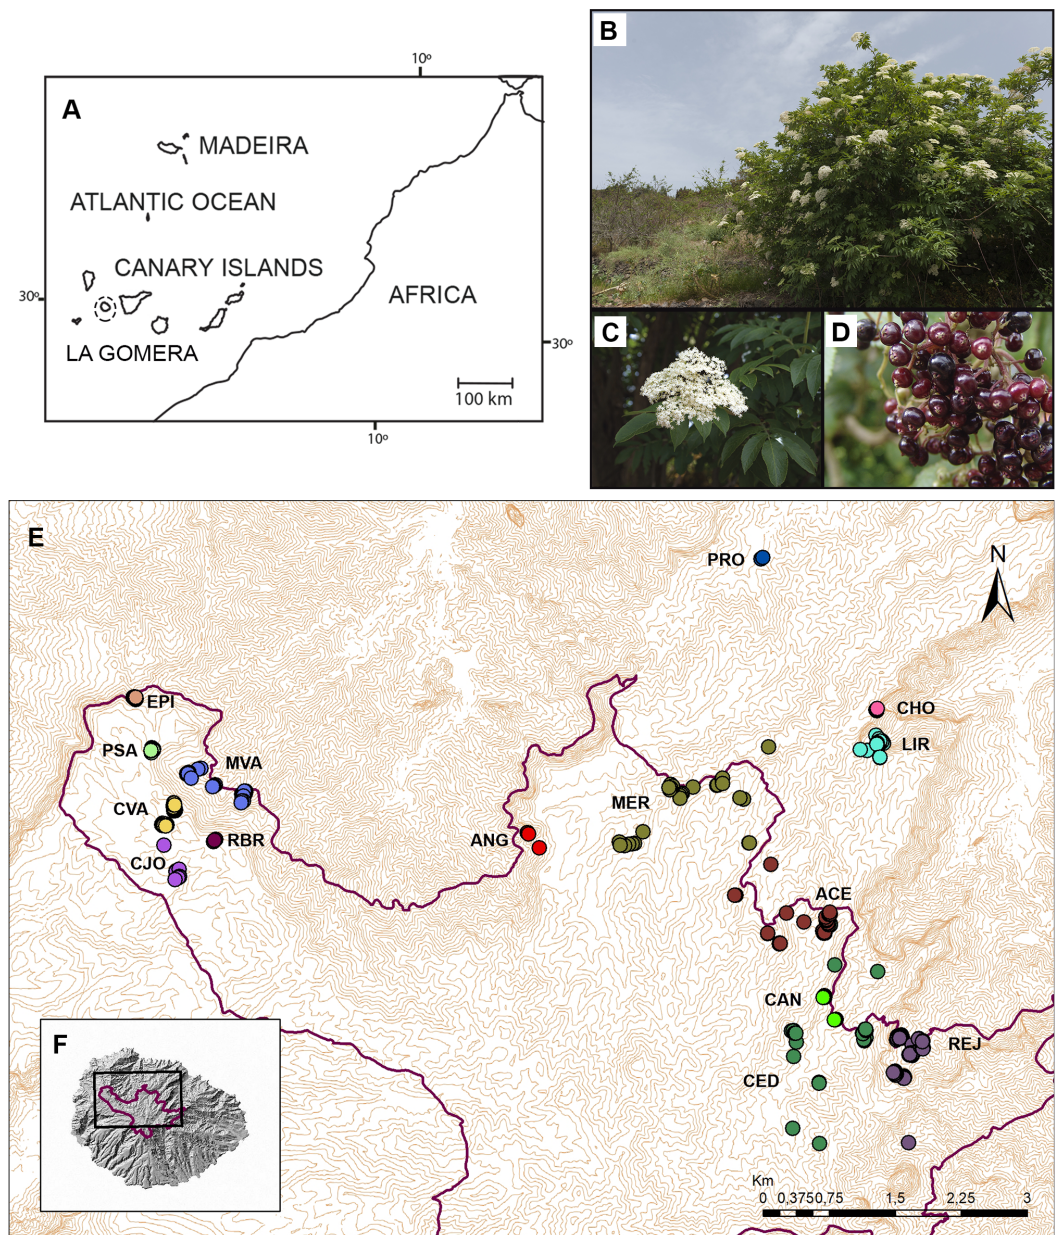 A
10º
MADEIRA
ATLANTIC OCEAN
CANARY ISLANDS
30º
AFRICA
LA GOMERA
30º
100 km
10º
B
C
D
E
PRO
N
EPI
CHO
PSA
MVA
LIR
CVA
MER
RBR
ANG
CJO
ACE
CAN
REJ
CED
F
Km
0 0,375 0,75 1,5 2,25 3